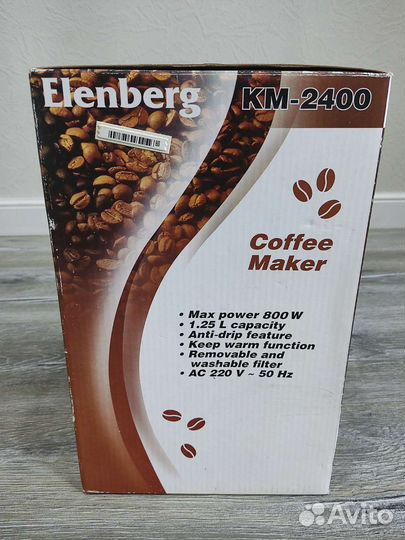 Elenberg KM-2400
Coffee
Maker
• Max power 800 W
• 1.25 L capacity
• Anti-drip feature
• Keep warm function
• Removable and
washable filter
• AC 220 V ~ 50 Hz
Avito